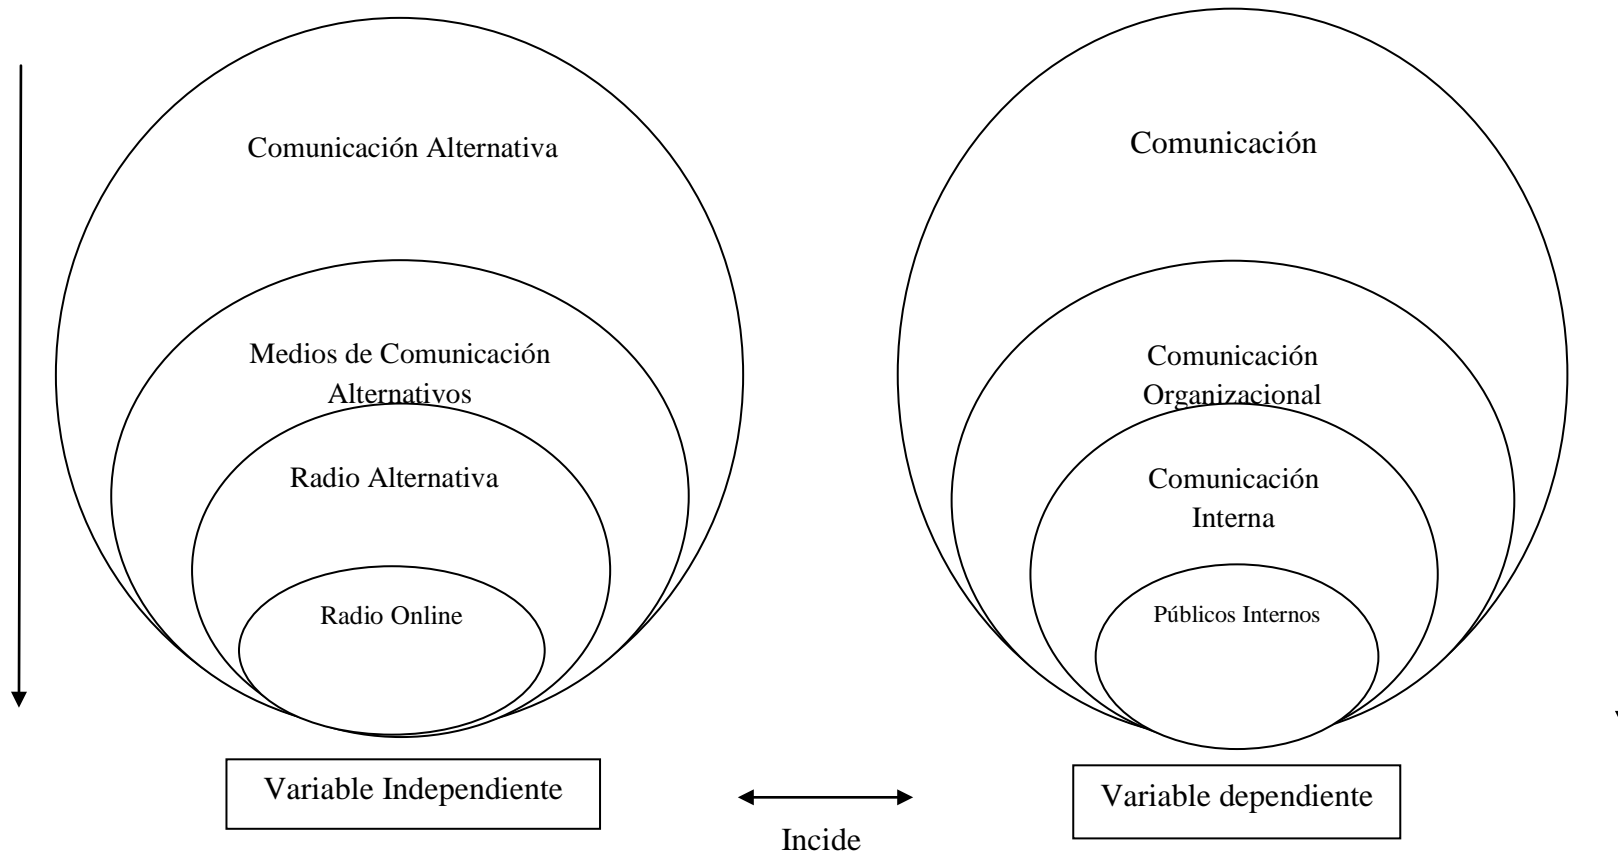 Comunicación Alternativa
Medios de Comunicación
Alternativos
Radio Alternativa
Radio Online
Variable Independiente
Incide
Comunicación
Comunicación
Organizacional
Comunicación
Interna
Públicos Internos
Variable dependiente